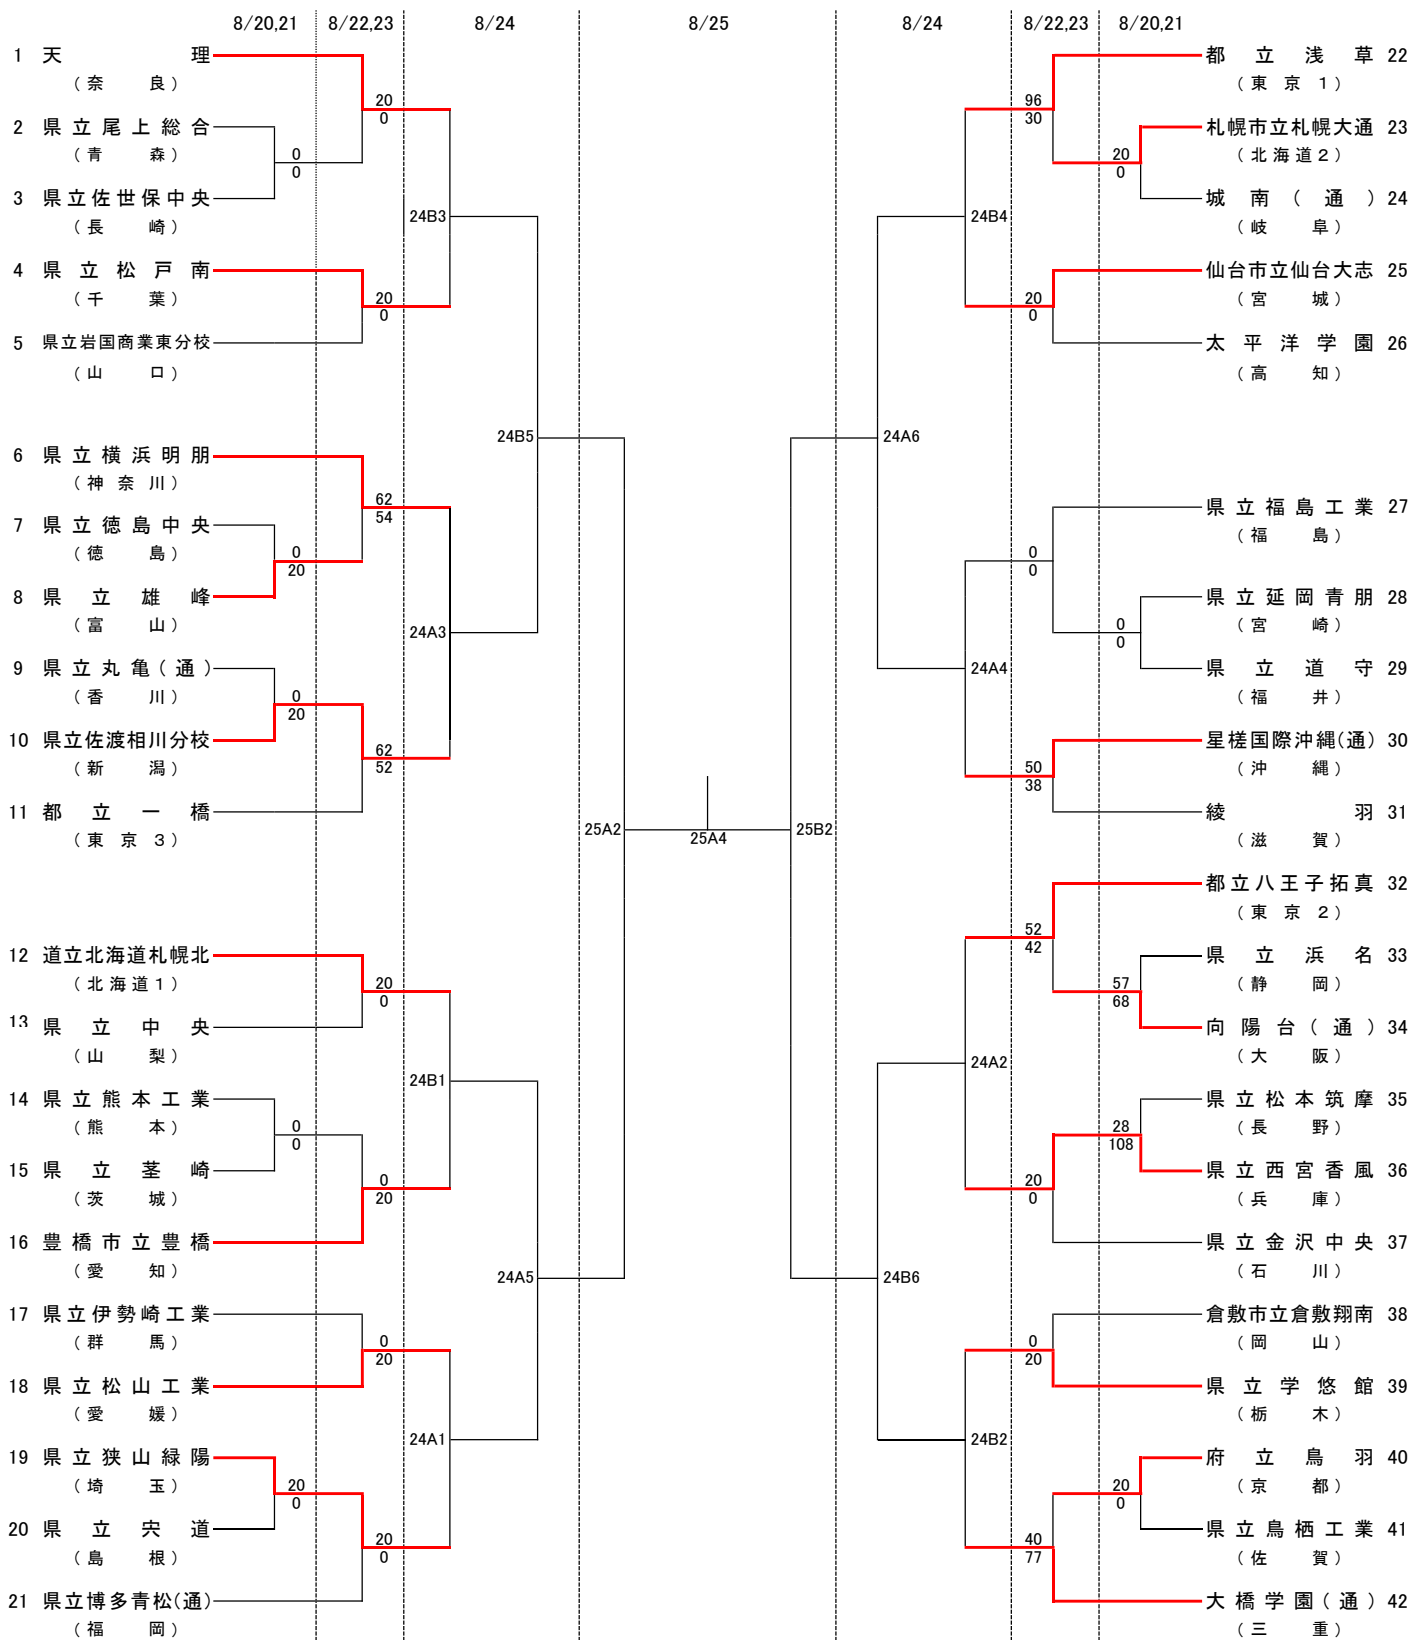 8/20,21 8/22,23 8/24 8/25 8/24 8/22,23 8/20,21
1 天理
(奈良)
20
0
2 県立尾上総合
(青森)
0
0
3 県立佐世保中央
(長崎)
24B3
4 県立松戸南
(千葉)
20
0
5 県立岩国商業東分校
(山口)
24B5
6 県立横浜明朋
(神奈川)
62
54
7 県立徳島中央
(徳島)
0
20
8 県立雄峰
(富山)
24A3
9 県立丸亀(通)
(香川)
0
20
10 県立佐渡相川分校
(新潟)
62
52
11 都立一橋
(東京3)
25A2
25A4
25B2
12 道立北海道札幌北
(北海道1)
20
0
13 県立中央
(山梨)
24B1
14 県立熊本工業
(熊本)
0
0
15 県立茎崎
(茨城)
0
20
16 豊橋市立豊橋
(愛知)
24A5
17 県立伊勢崎工業
(群馬)
0
20
18 県立松山工業
(愛媛)
24A1
19 県立狭山緑陽
(埼玉)
20
0
20 県立宍道
(島根)
20
0
21 県立博多青松(通)
(福岡)
都立浅草 22
(東京1)
96
30
札幌市立札幌大通 23
(北海道2)
20
0
城南(通) 24
(岐阜)
24B4
仙台市立仙台大志 25
(宮城)
20
0
太平洋学園 26
(高知)
24A6
県立福島工業 27
(福島)
0
0
県立延岡青朋 28
(宮崎)
0
0
県立道守 29
(福井)
24A4
星槎国際沖縄(通) 30
(沖縄)
50
38
綾羽 31
(滋賀)
都立八王子拓真 32
(東京2)
52
42
県立浜名 33
(静岡)
57
68
向陽台(通) 34
(大阪)
24A2
県立松本筑摩 35
(長野)
28
108
県立西宮香風 36
(兵庫)
20
0
県立金沢中央 37
(石川)
24B6
倉敷市立倉敷翔南 38
(岡山)
0
20
県立学悠館 39
(栃木)
24B2
府立鳥羽 40
(京都)
20
0
県立鳥栖工業 41
(佐賀)
40
77
大橋学園(通) 42
(三重)